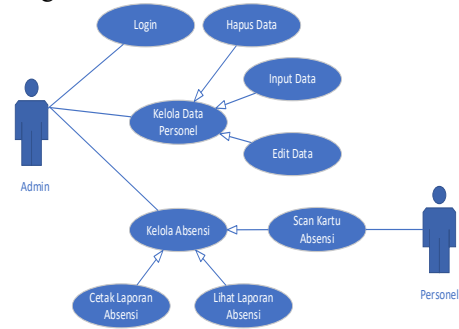 Login
Hapus Data
Input Data
Kelola Data
Personel
Edit Data
Admin
Kelola Absensi
Scan Kartu
Absensi
Personel
Cetak Laporan
Absensi
Lihat Laporan
Absensi